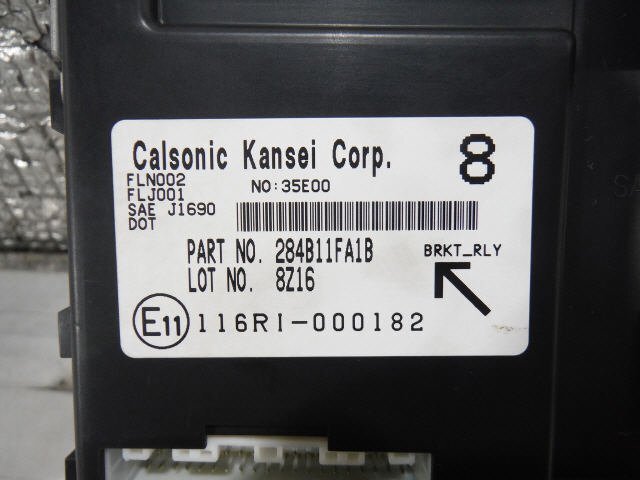 Calsonic Kansei Corp. 8
FLN002
FLJ001 NO:35E00
SAE J1690
DOT
PART NO. 284B11FA1B BRKT_RLY
LOT NO. 8Z16
E11 116RI-000182